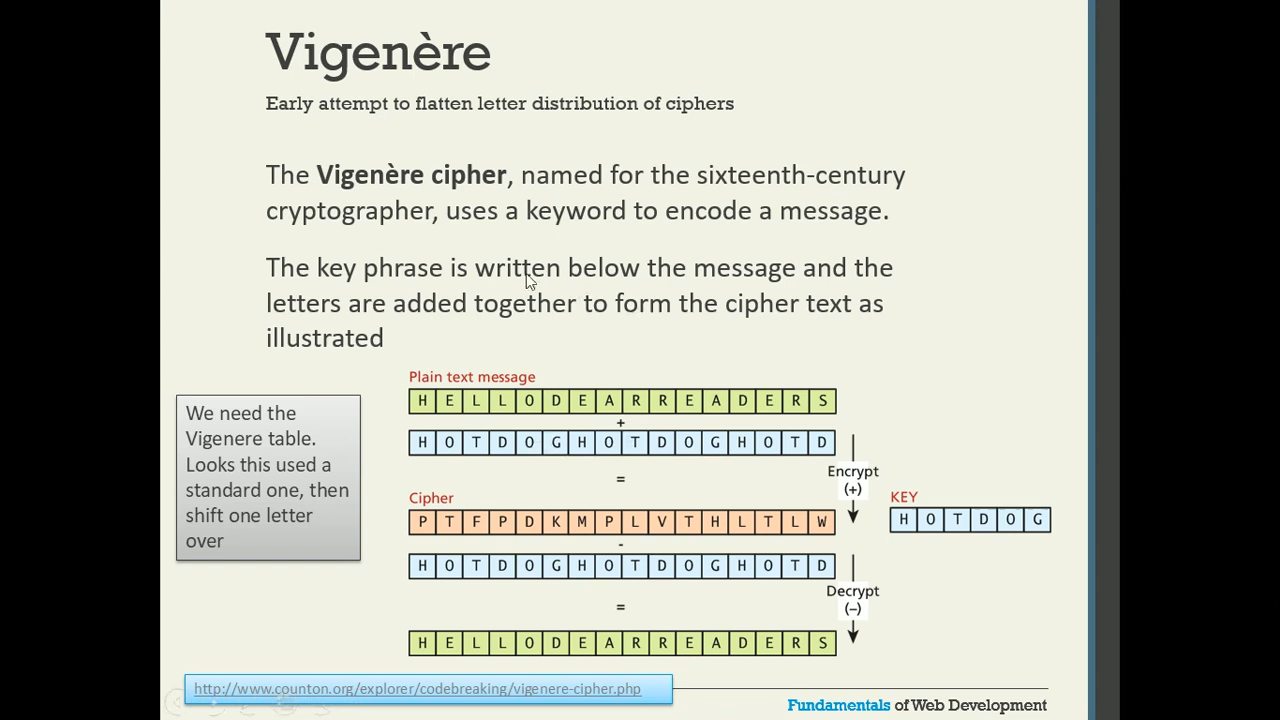 Vigenère
Early attempt to flatten letter distribution of ciphers
The Vigenère cipher, named for the sixteenth-century
cryptographer, uses a keyword to encode a message.
The key phrase is written below the message and the
letters are added together to form the cipher text as
illustrated
We need the
Vigenere table.
Looks this used a
standard one, then
shift one letter
over
Plain text message
H E L L O D E A R R E A D E R S
+
H O T D O G H O T D O G H O T D
=
Encrypt
(+)
Cipher
P T F P D K M P L V T H L T L W
-
H O T D O G H O T D O G H O T D
=
Decrypt
(–)
H E L L O D E A R R E A D E R S
KEY
H O T D O G
http://www.counton.org/explorer/codebreaking/vigenere-cipher.php
Fundamentals of Web Development